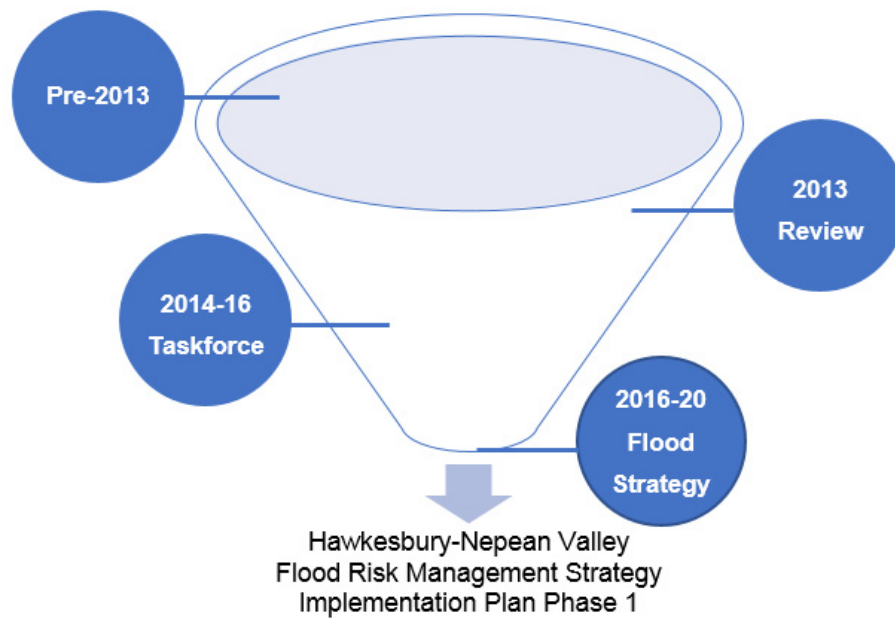 Pre-2013
2013
Review
2014-16
Taskforce
2016-20
Flood
Strategy
Hawkesbury-Nepean Valley
Flood Risk Management Strategy
Implementation Plan Phase 1